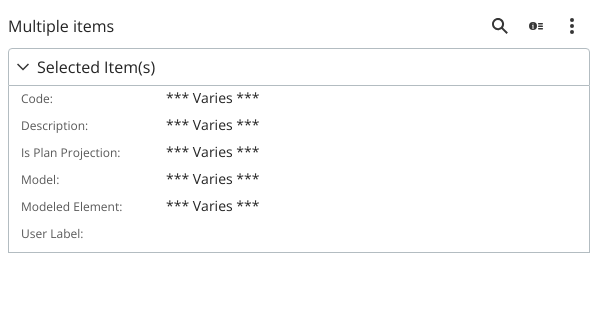 Multiple items
Selected Item(s)
Code: *** Varies ***
Description: *** Varies ***
Is Plan Projection: *** Varies ***
Model: *** Varies ***
Modeled Element: *** Varies ***
User Label: